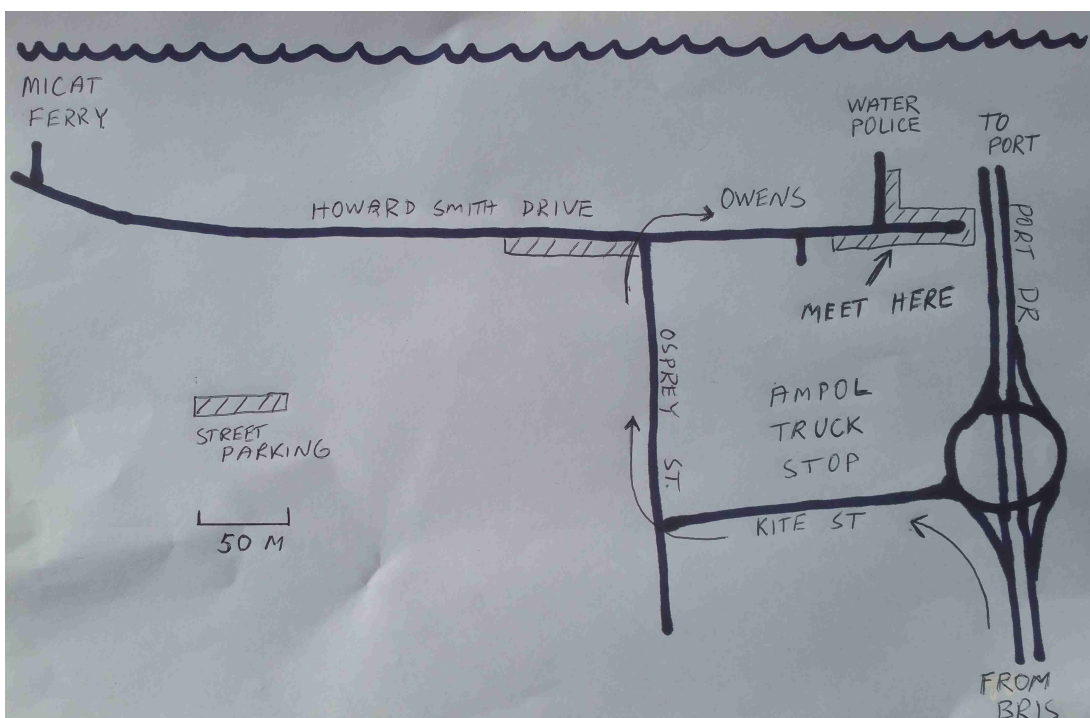 MICAT
FERRY
WATER
POLICE
TO
PORT
HOWARD SMITH DRIVE
OWENS
PORT DR
MEET HERE
OSPREY ST.
AMPOL
TRUCK
STOP
STREET
PARKING
50 M
KITE ST
FROM
BRIS